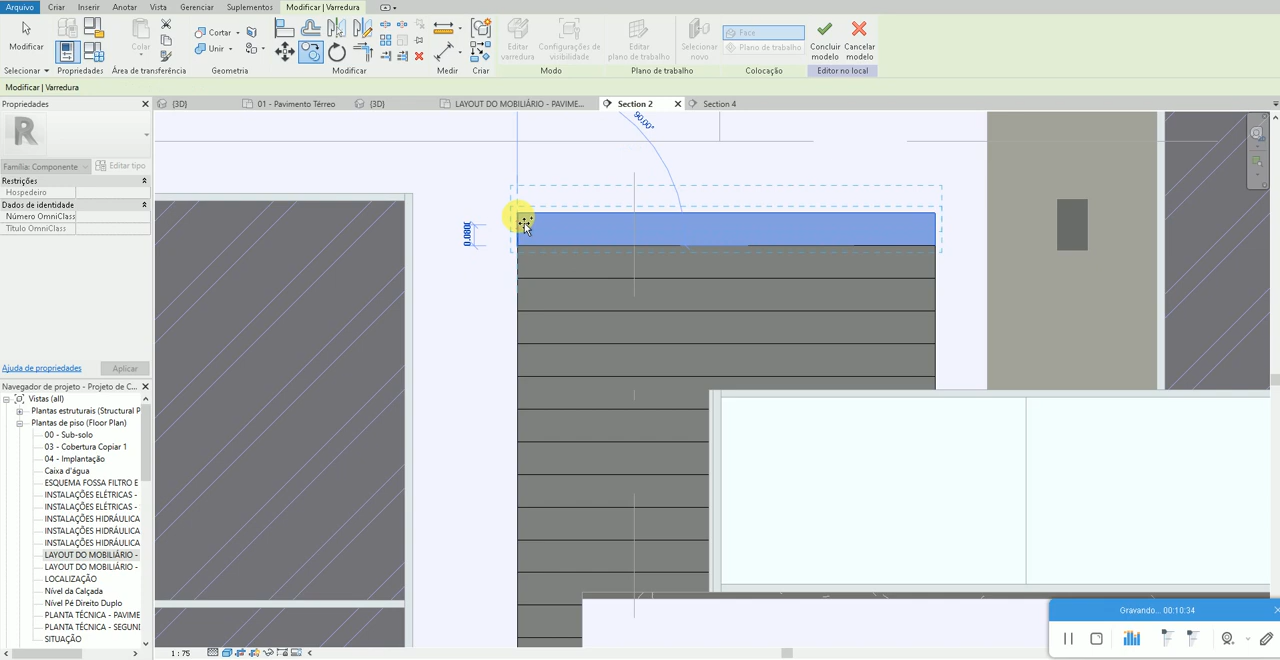 Arquivo Criar Inserir Anotar Vista Gerenciar Suplementos Modificar | Varredura
Modificar
Selecionar
Propriedades
Colar
Área de transferência
Cortar
Unir
Geometria
Modificar
Medir
Criar
Editar varredura
Configurações de visibilidade
Modo
Editar plano de trabalho
Plano de trabalho
Selecionar novo
Face
Plano de trabalho
Colocação
Concluir modelo
Cancelar modelo
Editor no local
Modificar | Varredura
Propriedades
{3D}
01 - Pavimento Térreo
{3D}
LAYOUT DO MOBILIÁRIO - PAVIME...
Section 2
Section 4
R
Família: Componente
Editar tipo
Restrições
Hospedeiro
Dados de identidade
Número OmniClass
Título OmniClass
Ajuda de propriedades
Aplicar
Navegador de projeto - Projeto de C...
Vistas (all)
Plantas estruturais (Structural P
Plantas de piso (Floor Plan)
00 - Sub-solo
03 - Cobertura Copiar 1
04 - Implantação
Caixa d'água
ESQUEMA FOSSA FILTRO E
INSTALAÇÕES ELÉTRICAS -
INSTALAÇÕES ELÉTRICAS -
INSTALAÇÕES HIDRÁULICA
INSTALAÇÕES HIDRÁULICA
INSTALAÇÕES HIDRÁULICA
LAYOUT DO MOBILIÁRIO -
LAYOUT DO MOBILIÁRIO -
LOCALIZAÇÃO
Nível da Calçada
Nível Pé Direito Duplo
PLANTA TÉCNICA - PAVIME
PLANTA TÉCNICA - SEGUN
SITUAÇÃO
90.00°
1 : 75
Gravando... 00:10:34